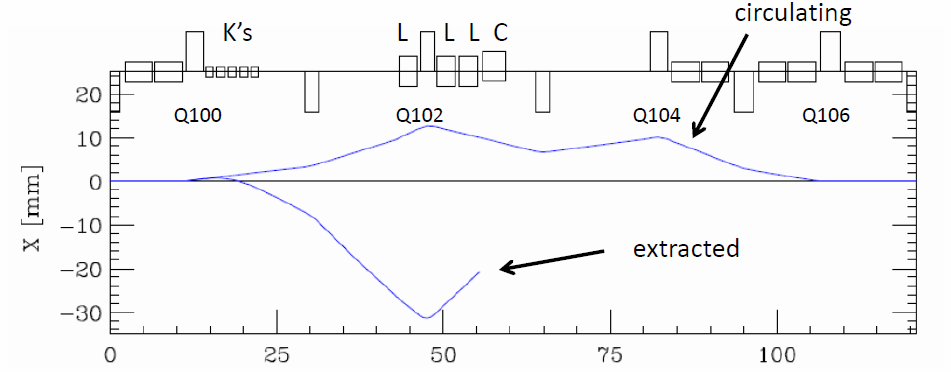 circulating
K's L L L C
20
Q100 Q102 Q104 Q106
10
0
X [mm]
-10
extracted
-20
-30
0 25 50 75 100